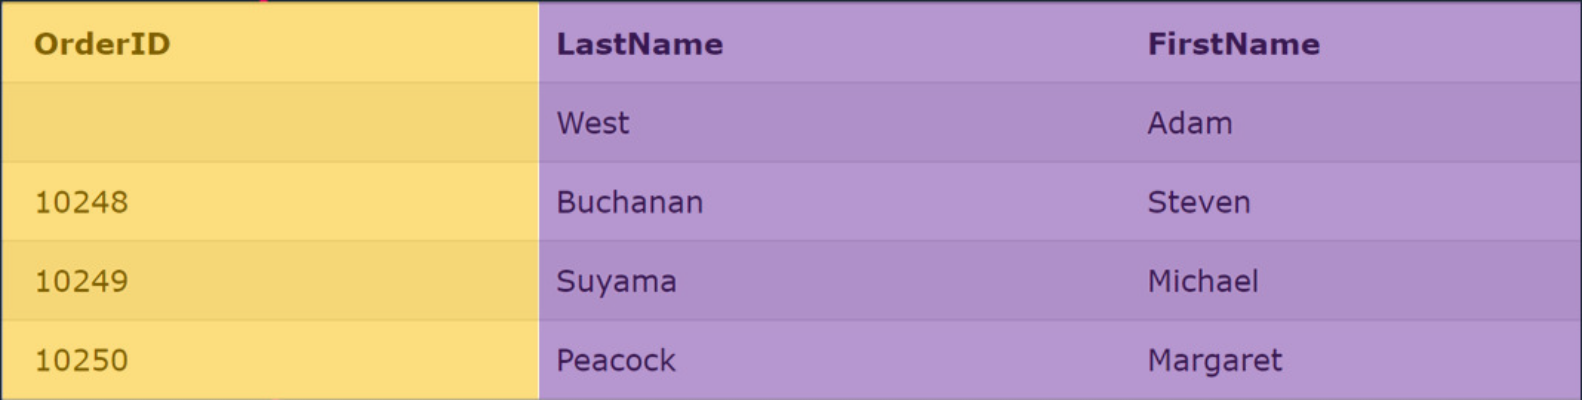 OrderID LastName FirstName
West Adam
10248 Buchanan Steven
10249 Suyama Michael
10250 Peacock Margaret